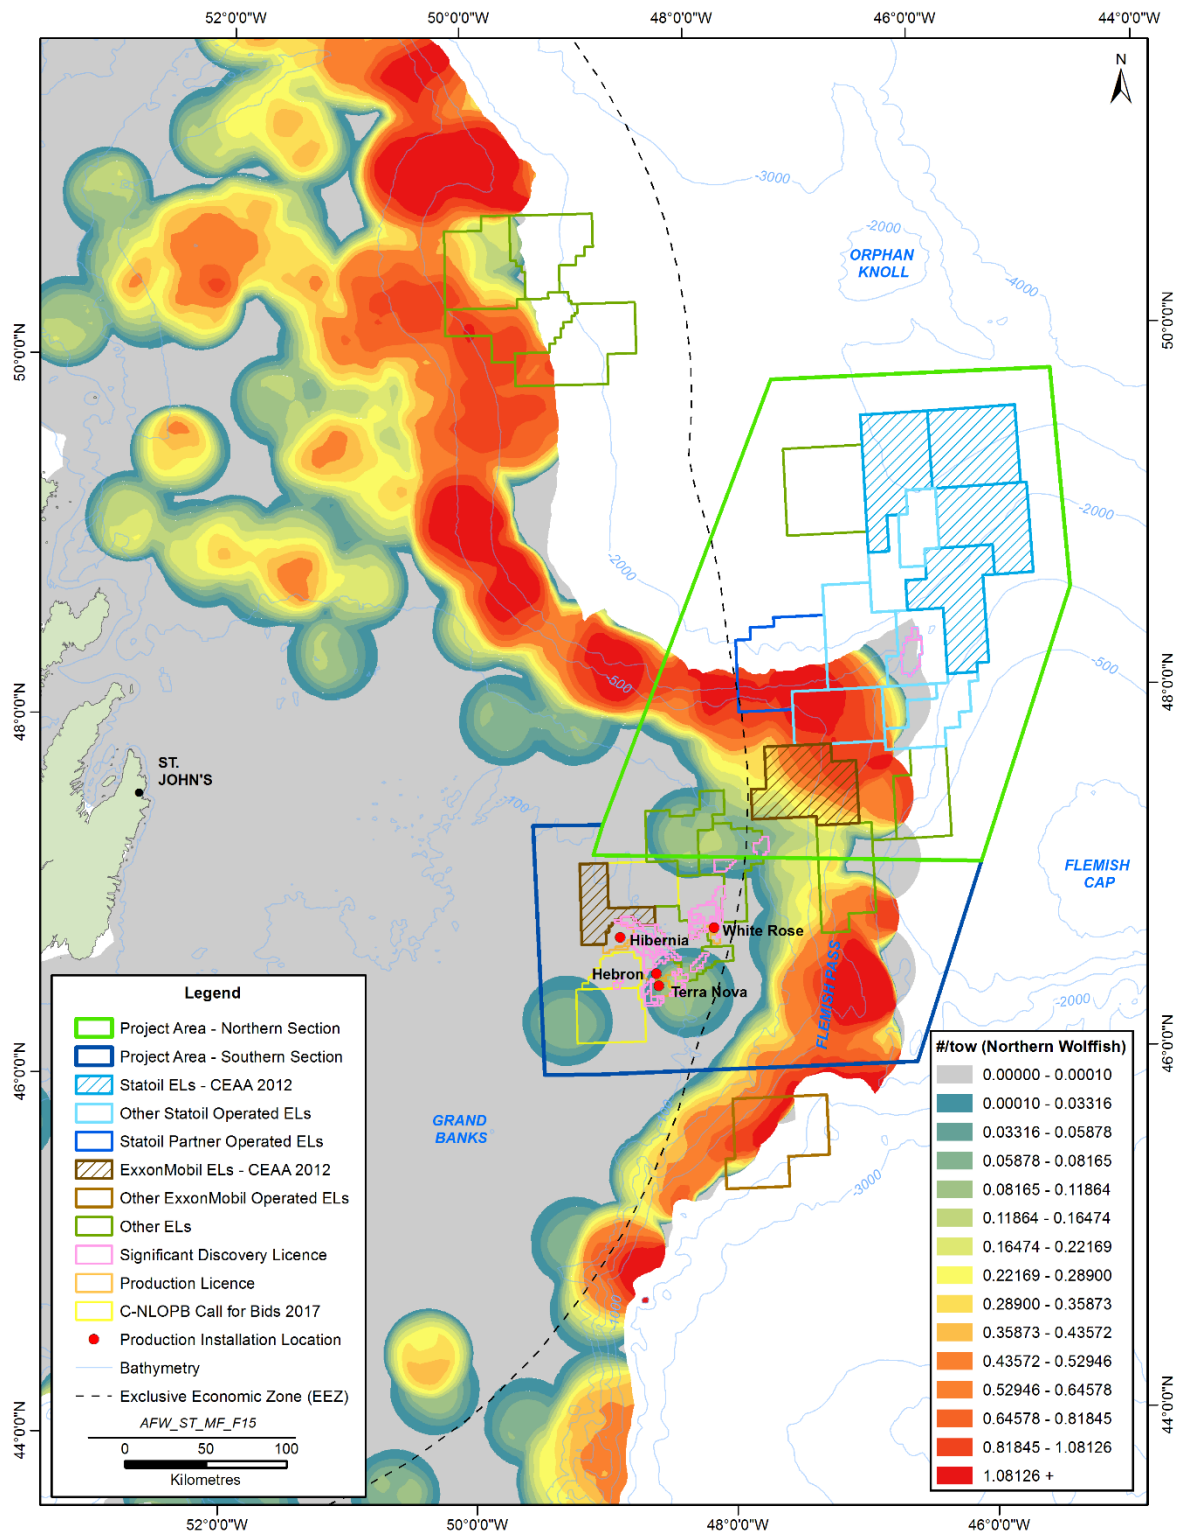 52°0'0"W 50°0'0"W 48°0'0"W 46°0'0"W 44°0'0"W
N
-3000
-2000
ORPHAN
KNOLL
-4000
50°0'0"N
50°0'0"N
-2000
-2000
-500
-500
48°0'0"N
48°0'0"N
ST.
JOHN'S
-100
FLEMISH
CAP
White Rose
Hibernia
Hebron
Terra Nova
FLEMISH PASS
-2000
46°0'0"N
46°0'0"N
GRAND
BANKS
-3000
44°0'0"N
44°0'0"N
Legend
Project Area - Northern Section
Project Area - Southern Section
Statoil ELs - CEAA 2012
Other Statoil Operated ELs
Statoil Partner Operated ELs
ExxonMobil ELs - CEAA 2012
Other ExxonMobil Operated ELs
Other ELs
Significant Discovery Licence
Production Licence
C-NLOPB Call for Bids 2017
Production Installation Location
Bathymetry
Exclusive Economic Zone (EEZ)
AFW_ST_MF_F15
0 50 100
Kilometres
#/tow (Northern Wolffish)
0.00000 - 0.00010
0.00010 - 0.03316
0.03316 - 0.05878
0.05878 - 0.08165
0.08165 - 0.11864
0.11864 - 0.16474
0.16474 - 0.22169
0.22169 - 0.28900
0.28900 - 0.35873
0.35873 - 0.43572
0.43572 - 0.52946
0.52946 - 0.64578
0.64578 - 0.81845
0.81845 - 1.08126
1.08126 +
52°0'0"W 50°0'0"W 48°0'0"W 46°0'0"W